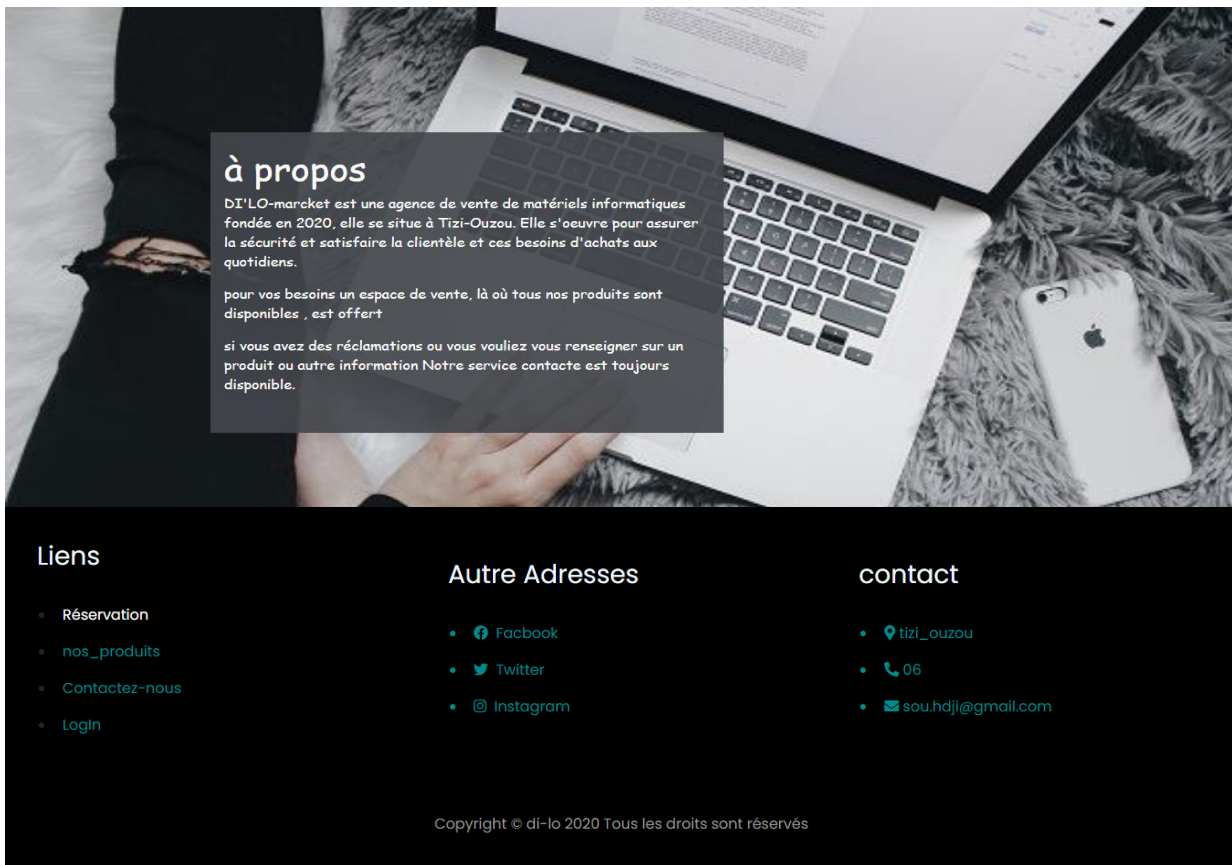 à propos
DI'LO-marcket est une agence de vente de matériels informatiques
fondée en 2020, elle se situe à Tizi-Ouzou. Elle s'oeuvre pour assurer
la sécurité et satisfaire la clientèle et ces besoins d'achats aux
quotidiens.
pour vos besoins un espace de vente, là où tous nos produits sont
disponibles , est offert
si vous avez des réclamations ou vous vouliez vous renseigner sur un
produit ou autre information Notre service contacte est toujours
disponible.
Liens
Réservation
nos_produits
Contactez-nous
LogIn
Autre Adresses
Facbook
Twitter
Instagram
contact
tizi_ouzou
06
sou.hdji@gmail.com
Copyright © di-lo 2020 Tous les droits sont réservés